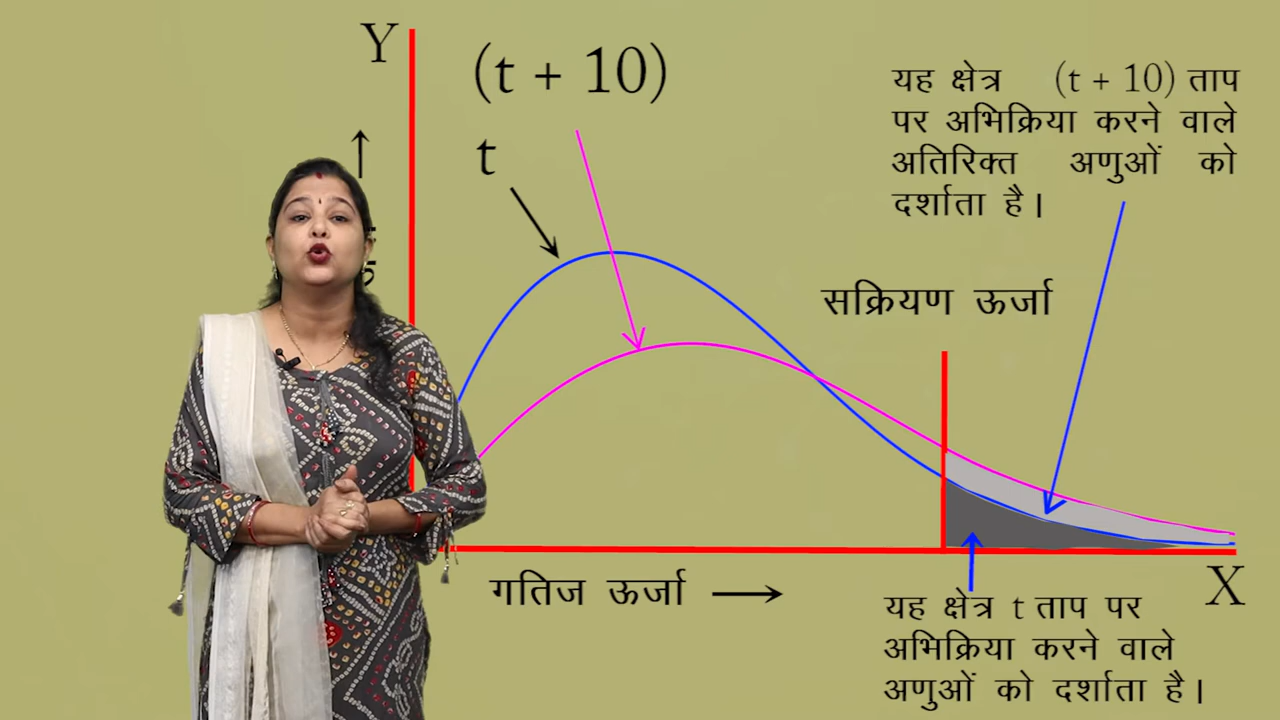 Y
(t + 10)
t
यह क्षेत्र (t + 10) ताप
पर अभिक्रिया करने वाले
अतिरिक्त अणुओं को
दर्शाता है।
सक्रियण ऊर्जा
गतिज ऊर्जा
X
यह क्षेत्र t ताप पर
अभिक्रिया करने वाले
अणुओं को दर्शाता है।